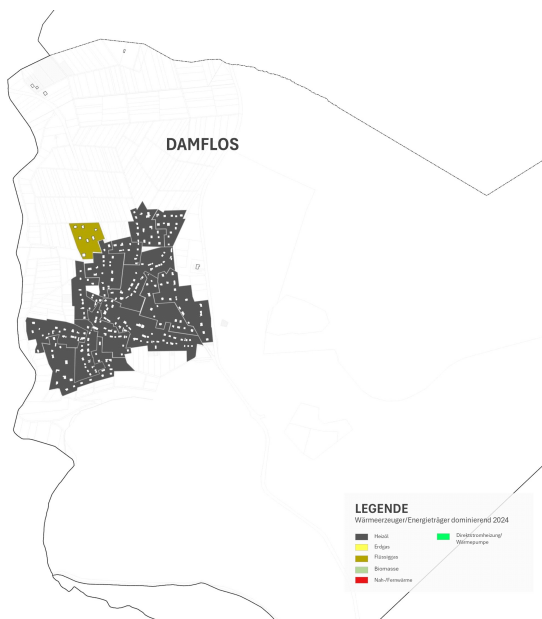 DAMFLOS
LEGENDE
Wärmeerzeuger/Energieträger dominierend 2024
Heizöl
Erdgas
Flüssiggas
Biomasse
Nah-/Fernwärme
Direktstromheizung/
Wärmepumpe